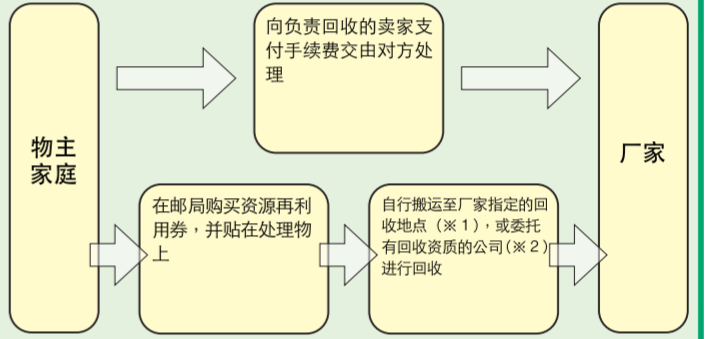 物主
家庭
向负责回收的卖家支
付手续费交由对方处
理
厂家
在邮局购买资源再利
用券，并贴在处理物
上
自行搬运至厂家指定的回
收地点（※１），或委托
有回收资质的公司(※２)
进行回收